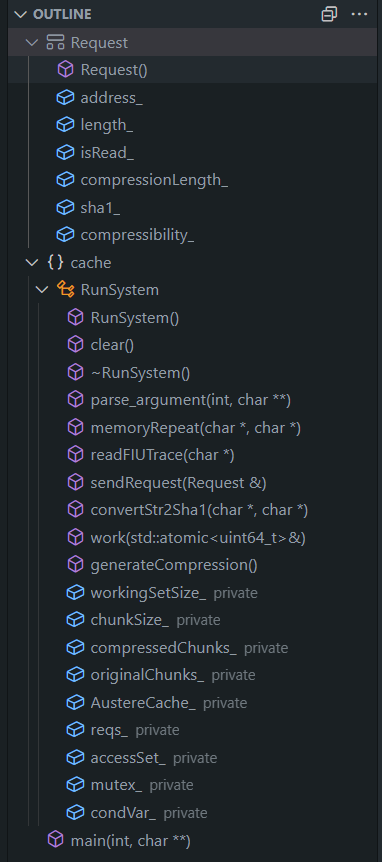 OUTLINE
Request
Request()
address_
length_
isRead_
compressionLength_
sha1_
compressibility_
{} cache
RunSystem
RunSystem()
clear()
~RunSystem()
parse_argument(int, char **)
memoryRepeat(char *, char *)
readFIUTrace(char *)
sendRequest(Request &)
convertStr2Sha1(char *, char *)
work(std::atomic<uint64_t>&)
generateCompression()
workingSetSize_ private
chunkSize_ private
compressedChunks_ private
originalChunks_ private
AustereCache_ private
reqs_ private
accessSet_ private
mutex_ private
condVar_ private
main(int, char **)